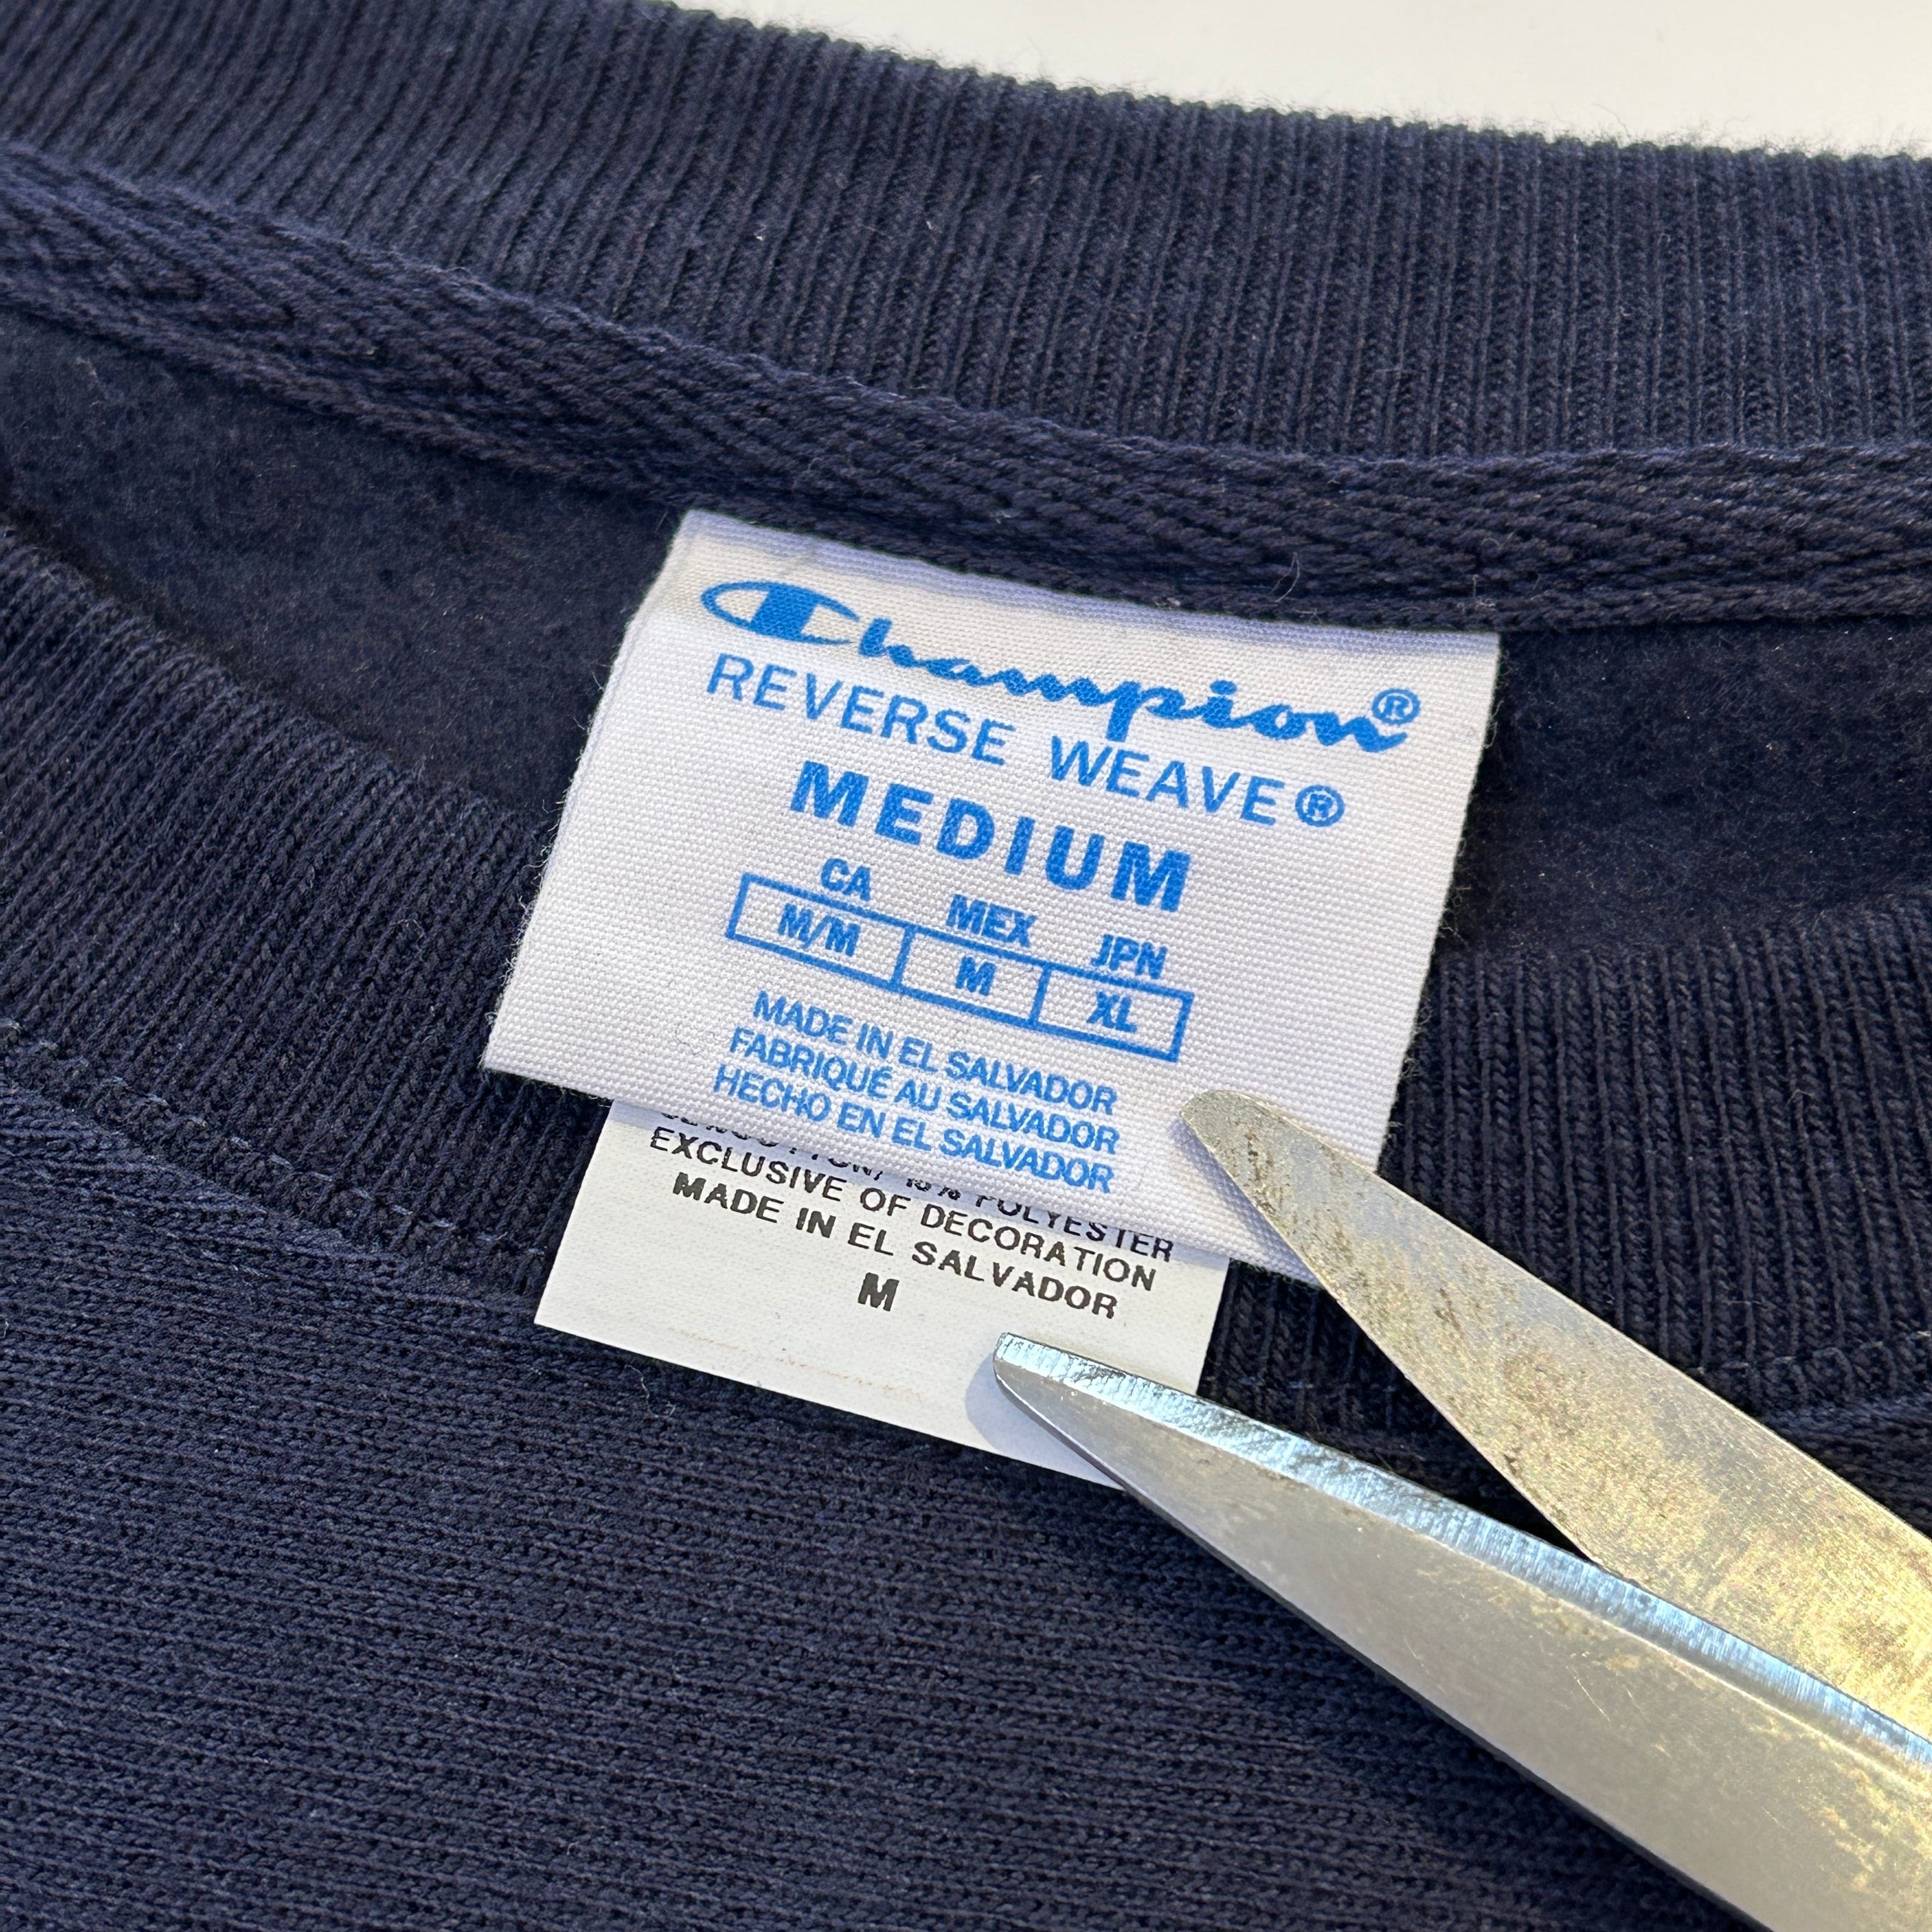 Champion®
REVERSE WEAVE®
MEDIUM
CA MEX JPN
M/M M XL
MADE IN EL SALVADOR
FABRIQUÉ AU SALVADOR
HECHO EN EL SALVADOR
POLYESTER
EXCLUSIVE OF DECORATION
MADE IN EL SALVADOR
M